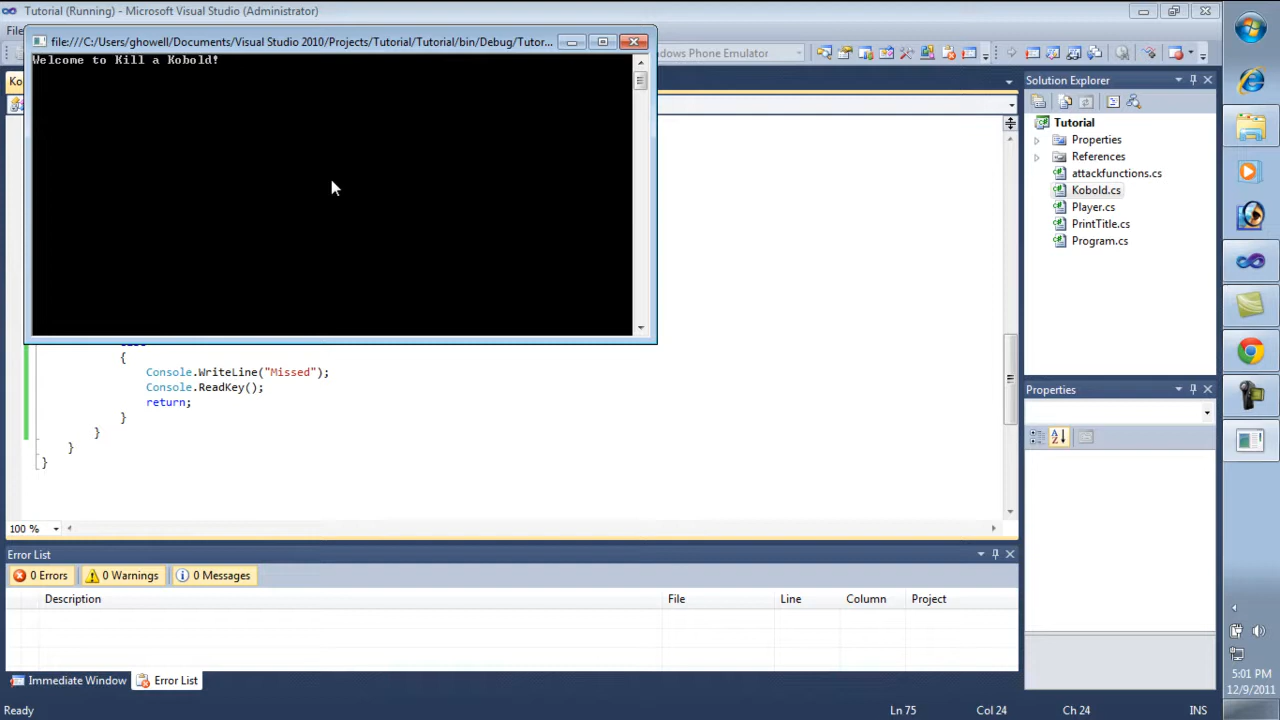 Tutorial (Running) - Microsoft Visual Studio (Administrator)
file:///C:/Users/ghowell/Documents/Visual Studio 2010/Projects/Tutorial/Tutorial/bin/Debug/Tutor...
Welcome to Kill a Kobold!
{
Console.WriteLine("Missed");
Console.ReadKey();
return;
}
}
}
}
100 %
Solution Explorer
Tutorial
Properties
References
attackfunctions.cs
Kobold.cs
Player.cs
PrintTitle.cs
Program.cs
Properties
Error List
0 Errors
0 Warnings
0 Messages
Description
File
Line
Column
Project
Immediate Window
Error List
Ready
Ln 75
Col 24
Ch 24
INS
5:01 PM
12/9/2011